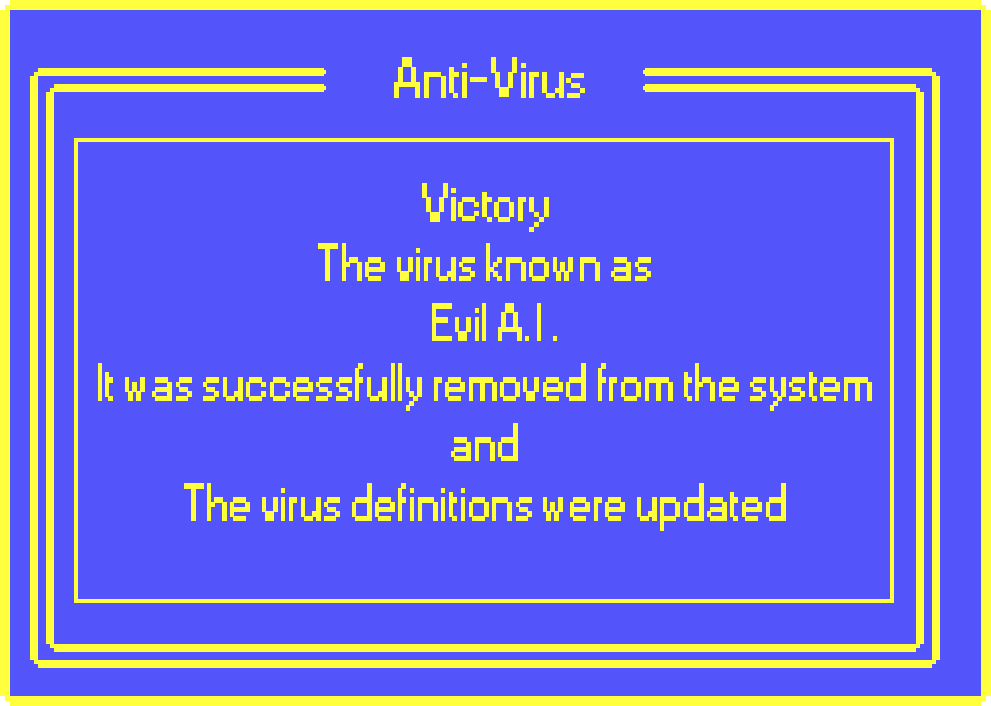 Anti-Virus
Victory
The virus known as
Evil A.I.
It was successfully removed from the system
and
The virus definitions were updated